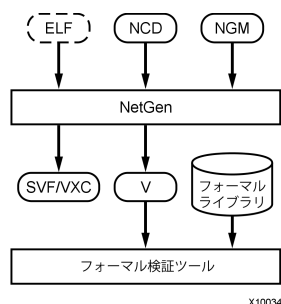 ELF
NCD
NGM
NetGen
SVF/VXC
V
フォーマル
ライブラリ
フォーマル検証ツール
X10034